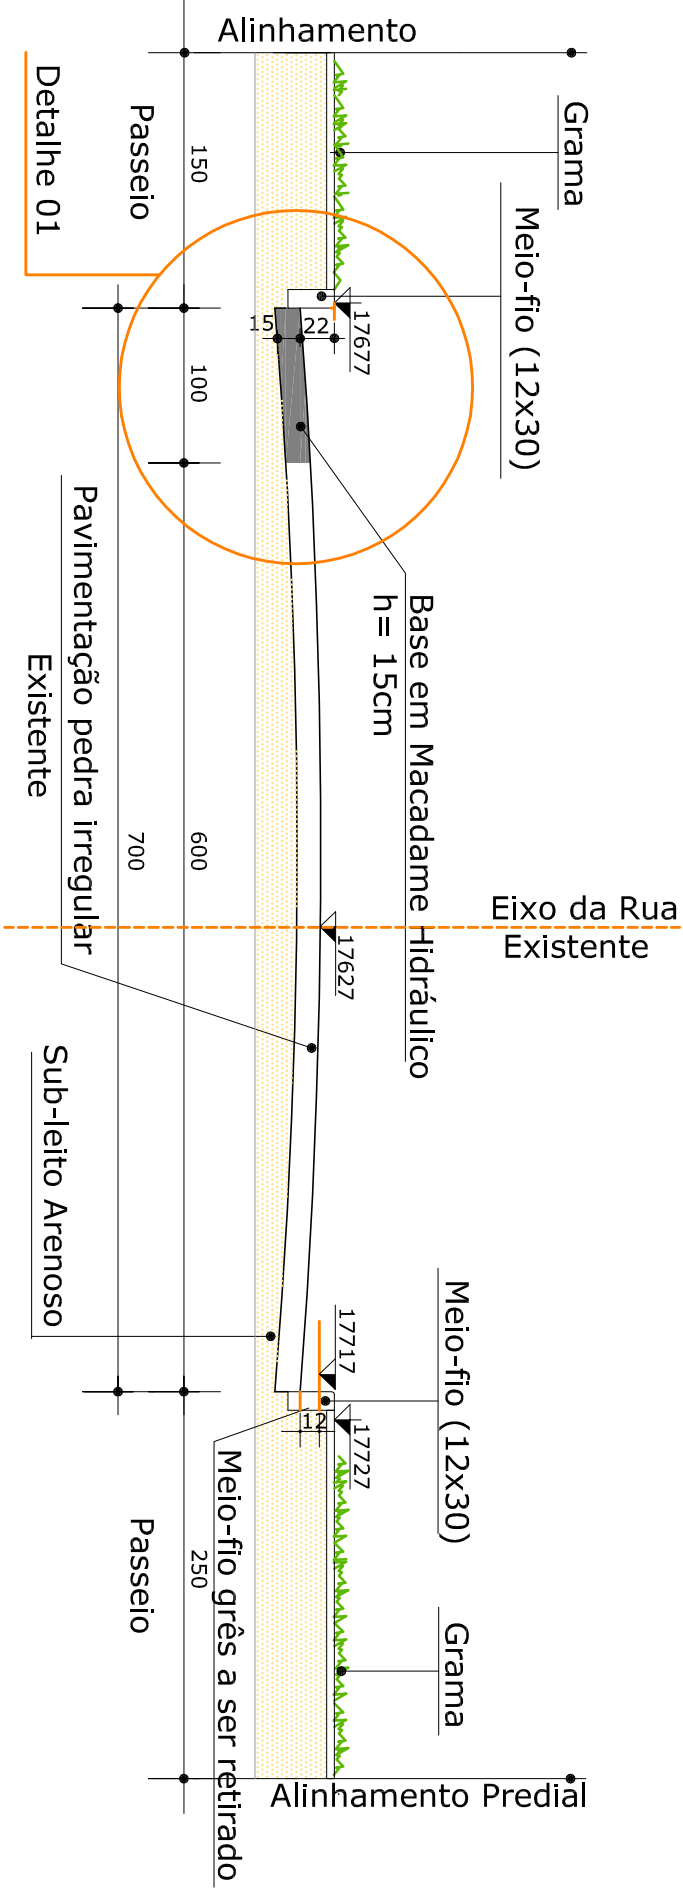 Alinhamento
Grama
Meio-fio (12x30)
Detalhe 01
Passeio
150
17677
15
22
100
Base em Macadame Hidráulico
h= 15cm
Pavimentação pedra irregular
Existente
600
700
Eixo da Rua
Existente
17627
Sub-leito Arenoso
Meio-fio (12x30)
17717
17727
12
Meio-fio grês a ser retirado
250
Passeio
Grama
Alinhamento Predial